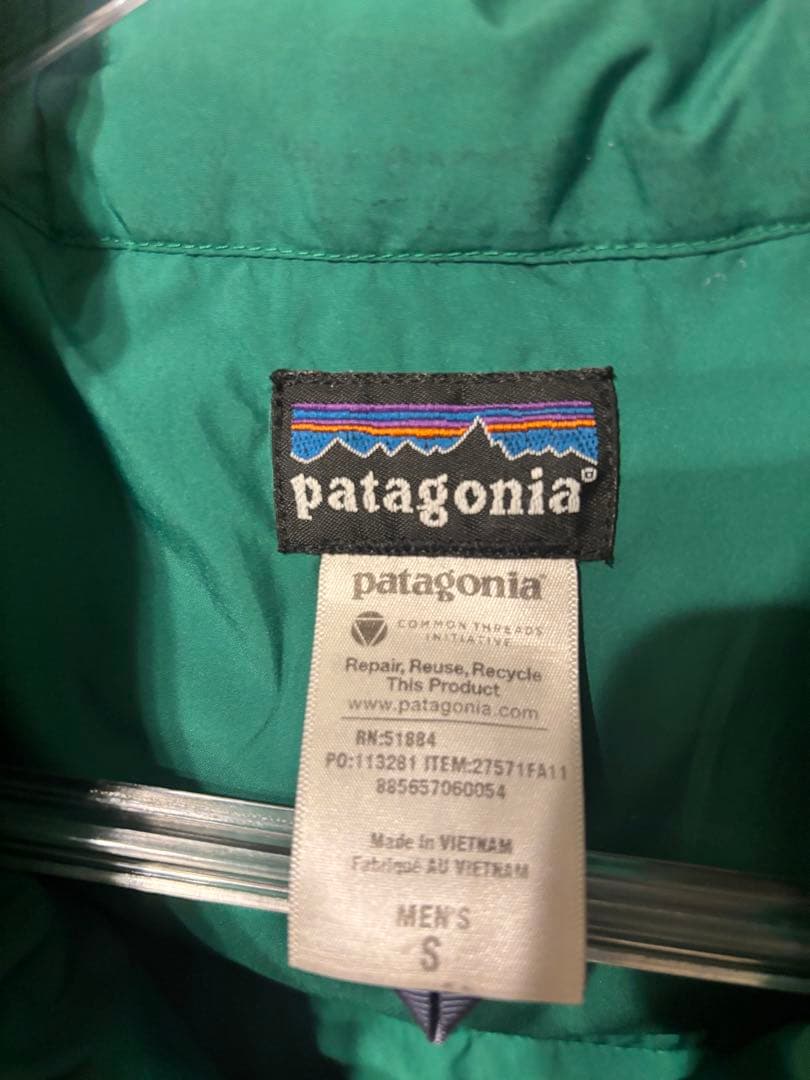 patagonia®
patagonia®
COMMON THREADS
INITIATIVE
Repair, Reuse, Recycle
This Product
www.patagonia.com
RN:51884
PO:113281 ITEM:27571FA11
885657060054
Made in VIETNAM
Fabriqué AU VIETNAM
MEN'S
S